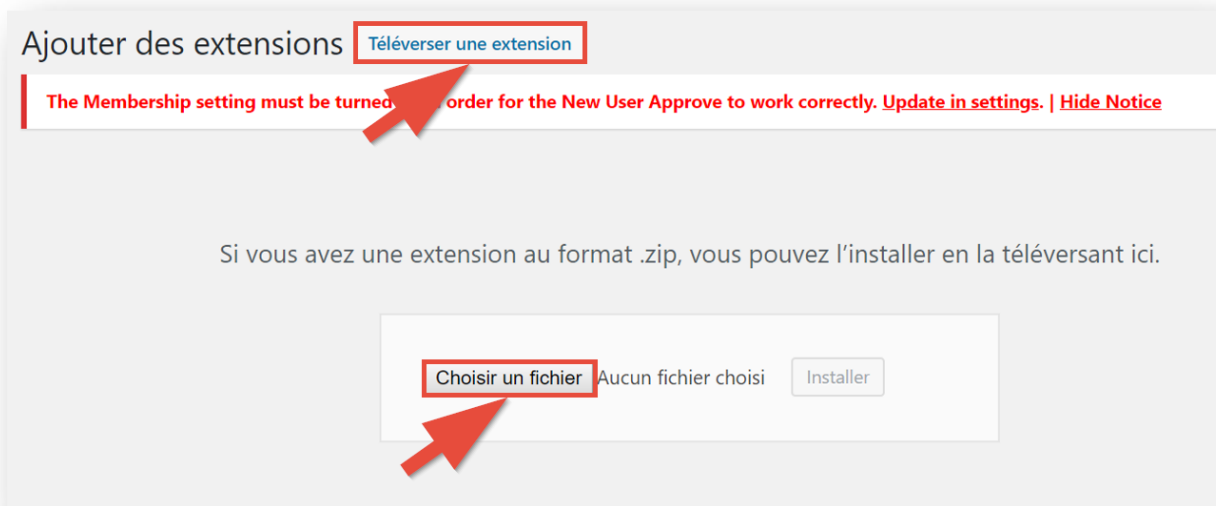 Ajouter des extensions Téléverser une extension
The Membership setting must be turned order for the New User Approve to work correctly. Update in settings. | Hide Notice
Si vous avez une extension au format .zip, vous pouvez l’installer en la téléversant ici.
Choisir un fichier Aucun fichier choisi Installer